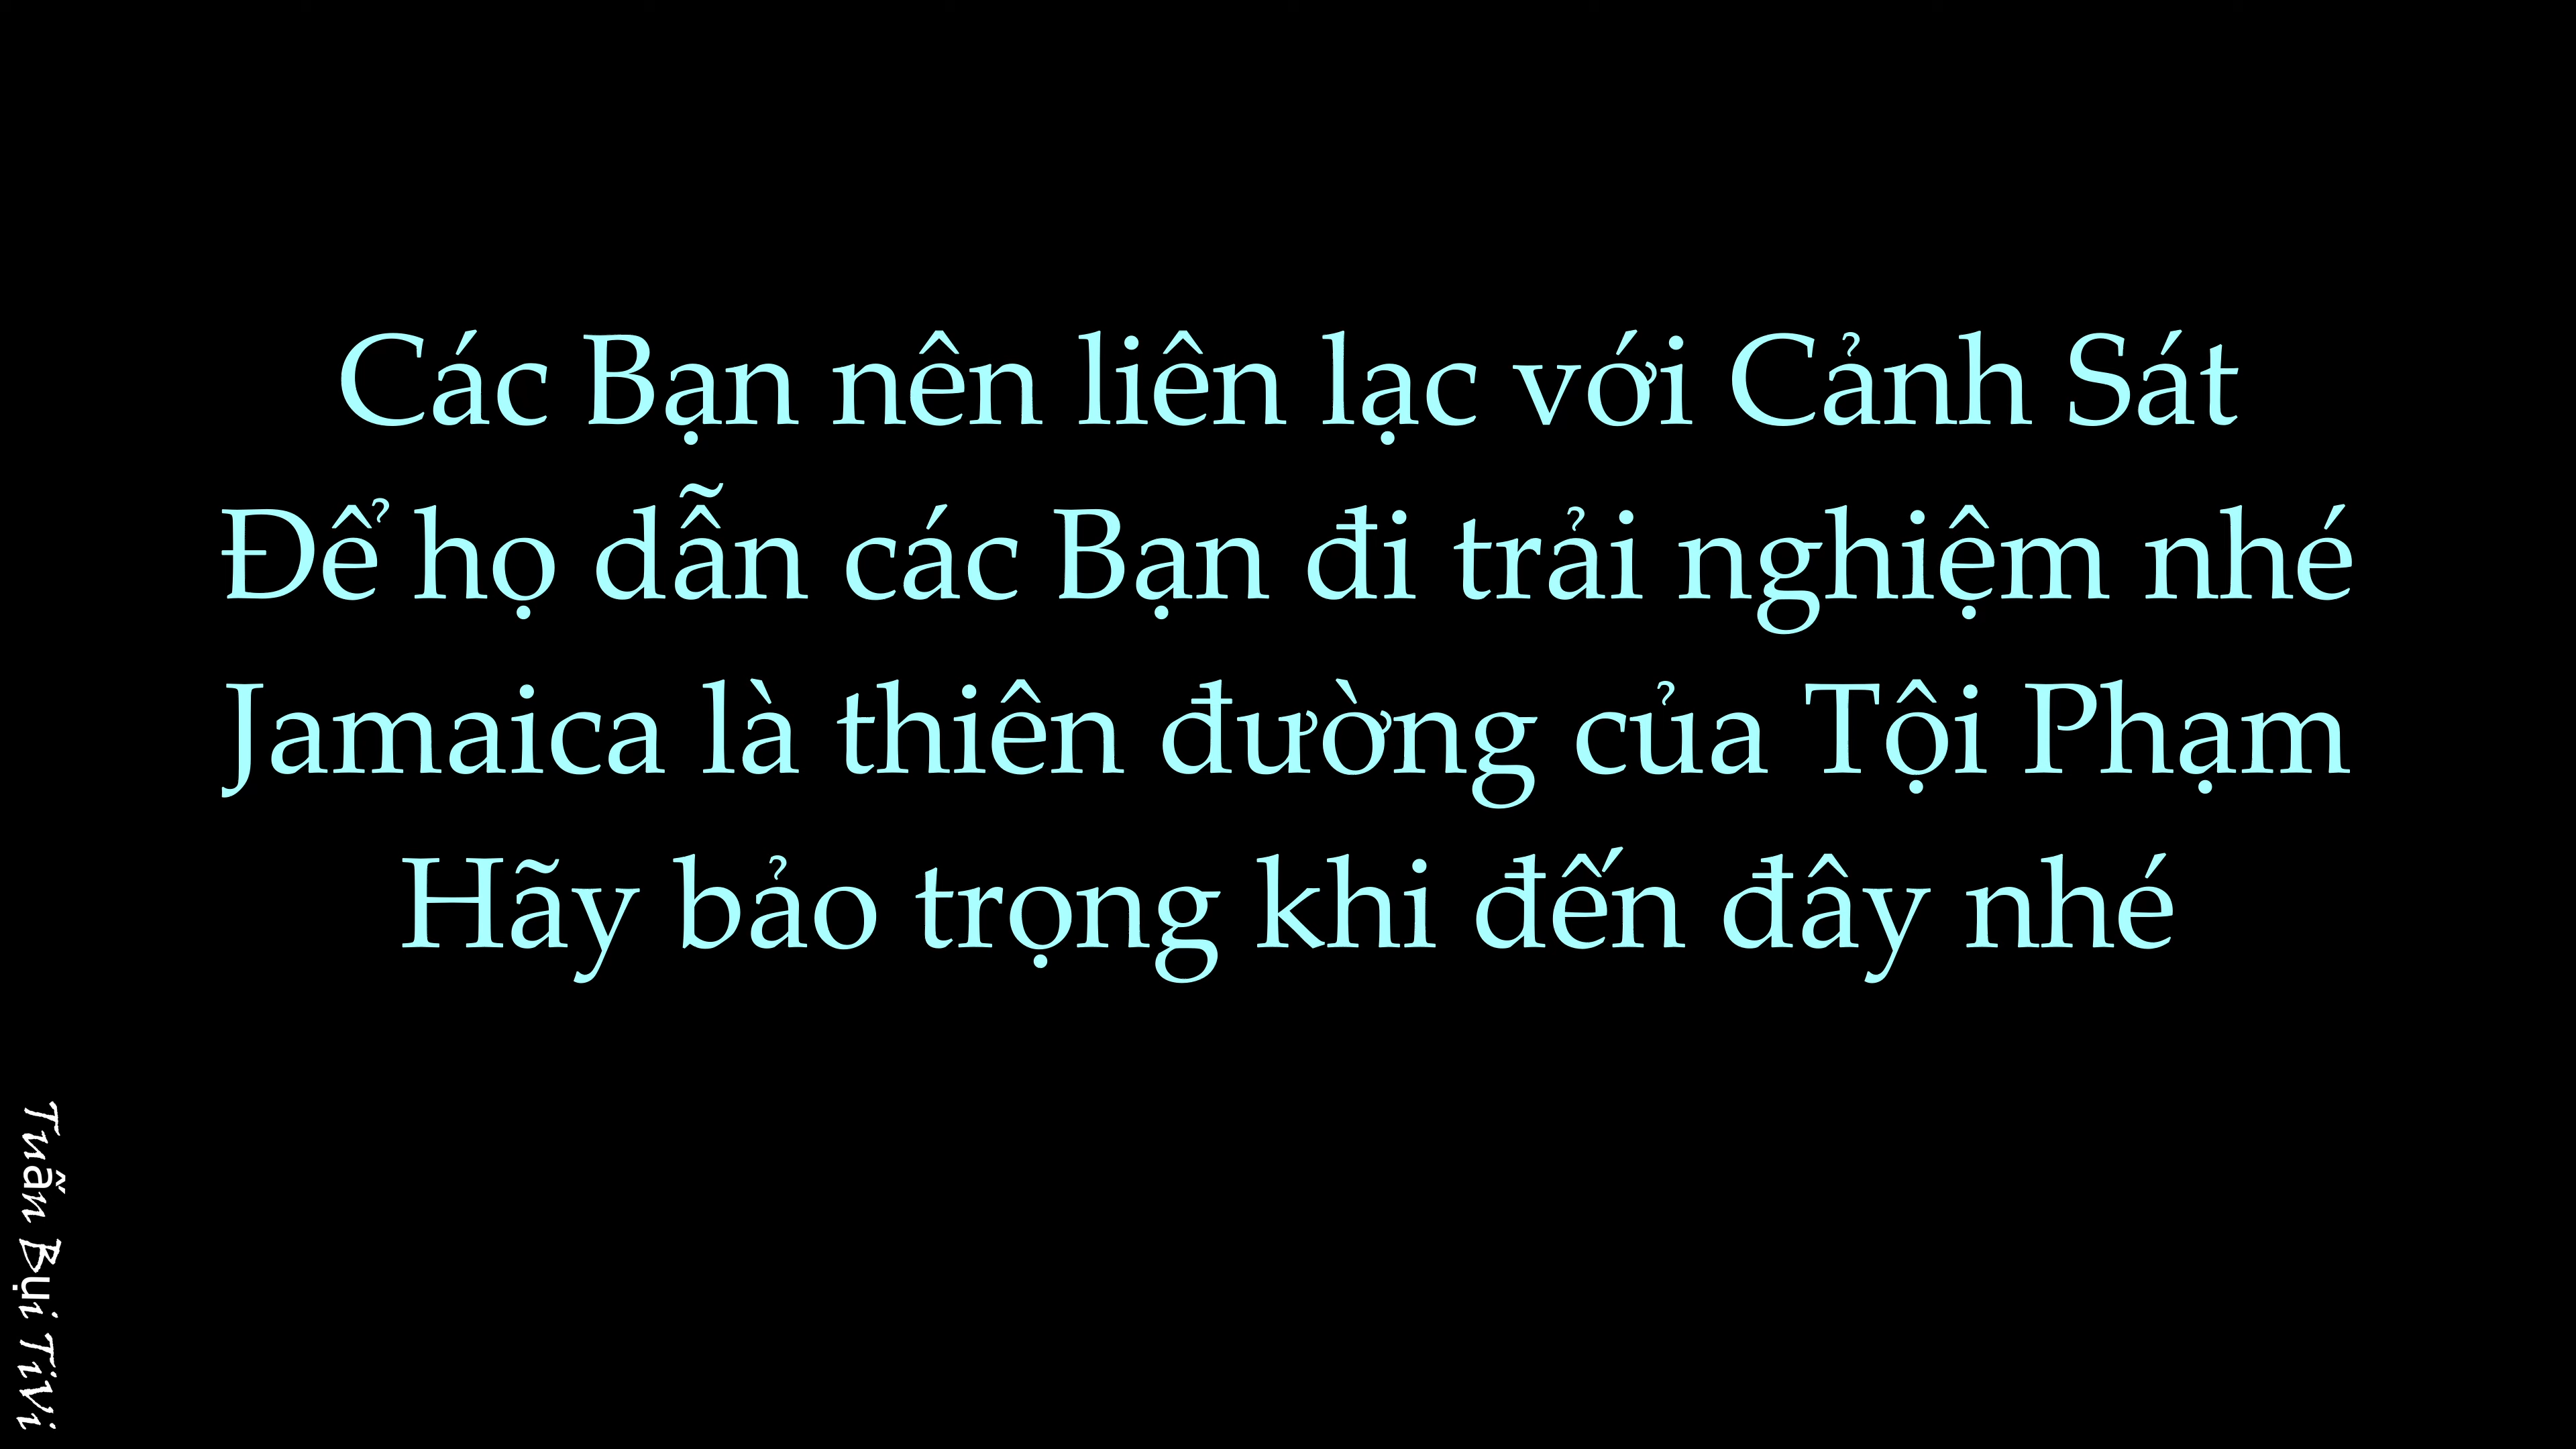 Các Bạn nên liên lạc với Cảnh Sát
Để họ dẫn các Bạn đi trải nghiệm nhé
Jamaica là thiên đường của Tội Phạm
Hãy bảo trọng khi đến đây nhé
Tuấn Bụi TiVi